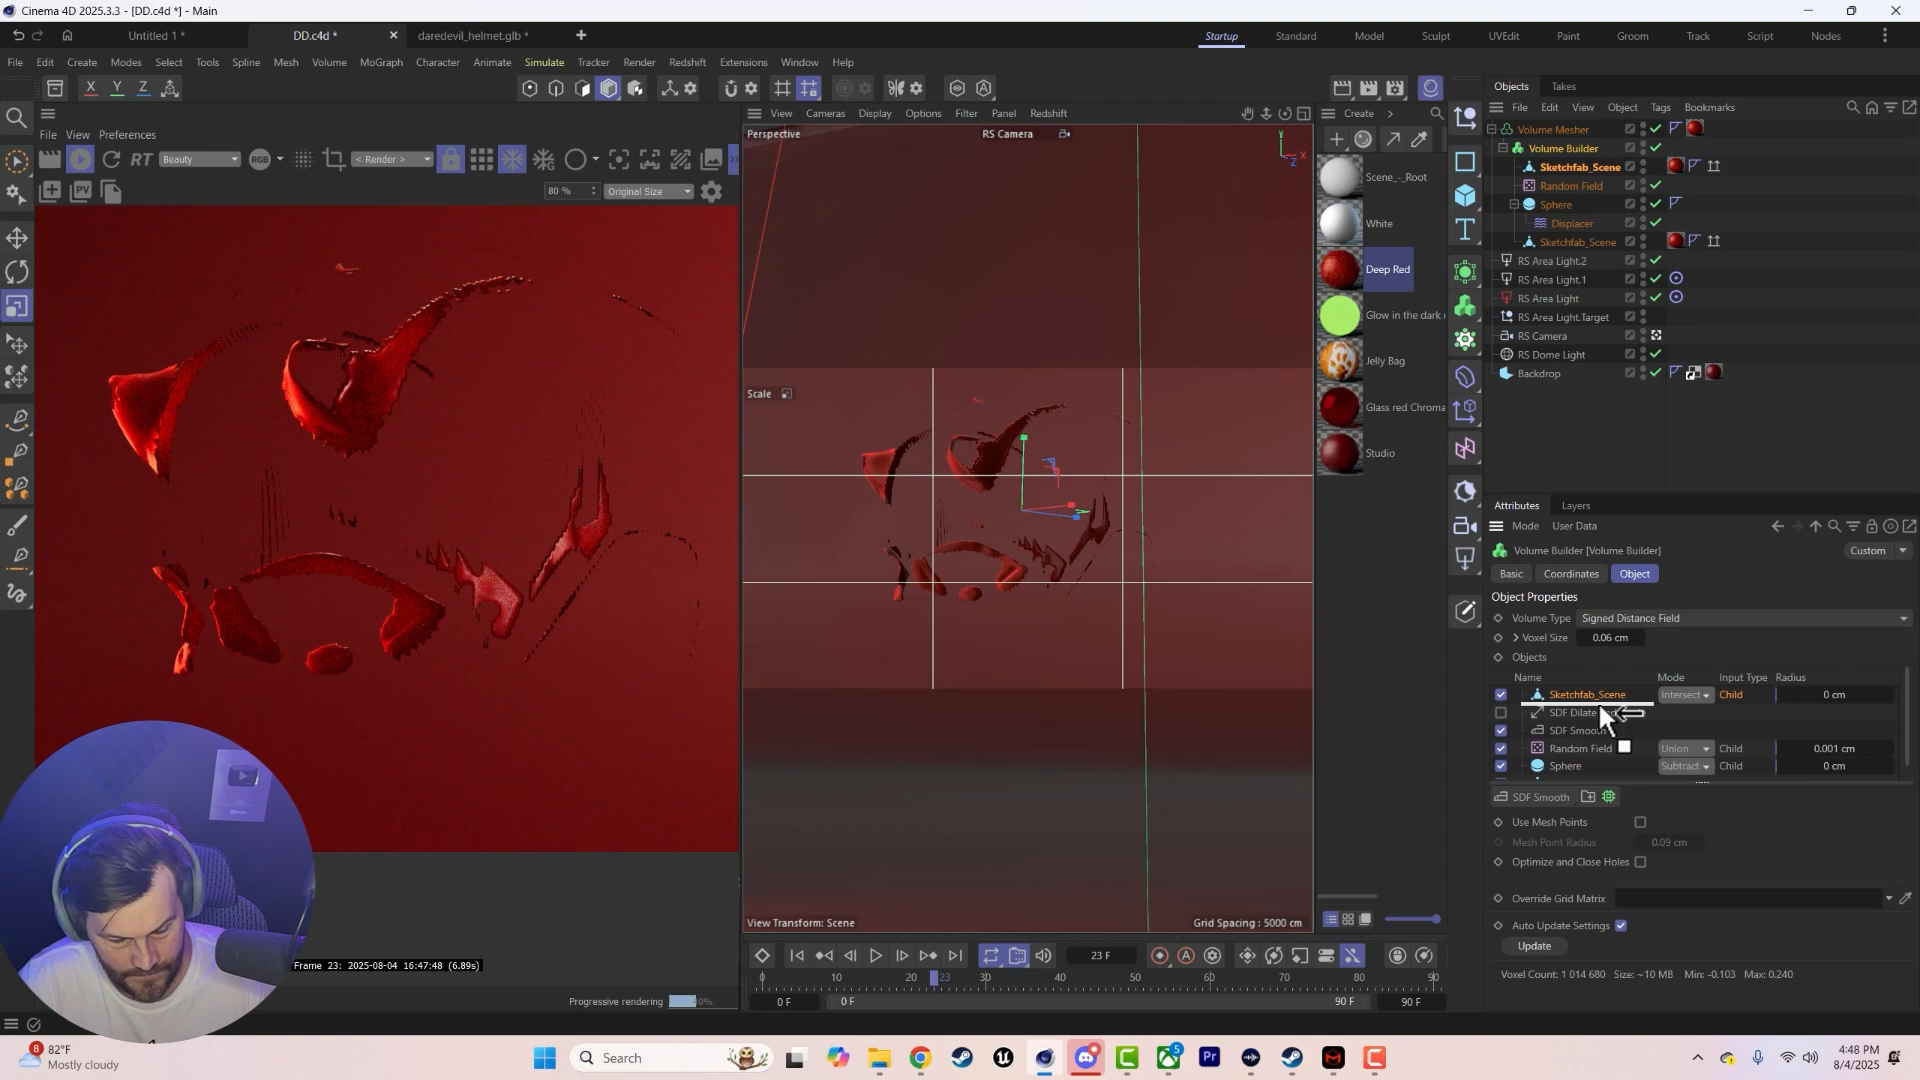 Cinema 4D 2025.3.3 - [DD.c4d *] - Main
Untitled 1 *
DD.c4d *
daredevil_helmet.glb *
Startup
Standard
Model
Sculpt
UVEdit
Paint
Groom
Track
Script
Nodes
File Edit Create Modes Select Tools Spline Mesh Volume MoGraph Character Animate Simulate Tracker Render Redshift Extensions Window Help
X Y Z
File View Preferences
RT Beauty RGB < Render >
PV
80 %
Original Size
View Cameras Display Options Filter Panel Redshift
Perspective
RS Camera
Y
X
Z
Scale
View Transform: Scene
Grid Spacing : 5000 cm
Create
Scene_-_Root
White
Deep Red
Glow in the dark
Jelly Bag
Glass red Chroma
Studio
Objects
Takes
File Edit View Object Tags Bookmarks
Volume Mesher
Volume Builder
Sketchfab_Scene
Random Field
Sphere
Displacer
Sketchfab_Scene
RS Area Light.2
RS Area Light.1
RS Area Light
RS Area Light.Target
RS Camera
RS Dome Light
Backdrop
Attributes
Layers
Mode User Data
Volume Builder [Volume Builder]
Custom
Basic
Coordinates
Object
Object Properties
Volume Type
Signed Distance Field
Voxel Size
0.06 cm
Objects
Name Mode Input Type Radius
Sketchfab_Scene Intersect Child 0 cm
SDF Dilate
SDF Smooth
Random Field Union Child 0.001 cm
Sphere Subtract Child 0 cm
SDF Smooth
Use Mesh Points
Mesh Point Radius
0.09 cm
Optimize and Close Holes
Override Grid Matrix
Auto Update Settings
Update
Voxel Count: 1 014 680 Size: ~10 MB Min: -0.103 Max: 0.240
Frame 23: 2025-08-04 16:47:48 (6.89s)
Progressive rendering
23 F
0 10 20 23 30 40 50 60 70 80 90
0 F
0 F
90 F
90 F
8
82°F
Mostly cloudy
Search
5
Pr
4:48 PM
8/4/2025